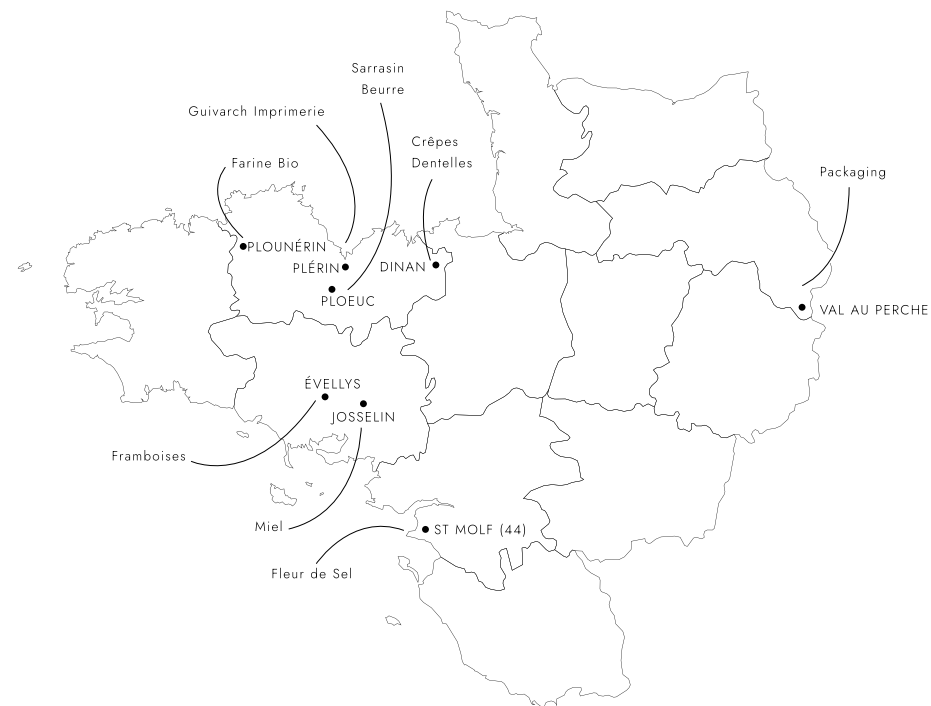 Sarrasin
Beurre
Guivarch Imprimerie
Crêpes
Dentelles
Farine Bio
Packaging
PLOUNÉRIN
PLÉRIN
DINAN
PLOEUC
VAL AU PERCHE
ÉVELLYS
JOSSELIN
Framboises
Miel
ST MOLF (44)
Fleur de Sel